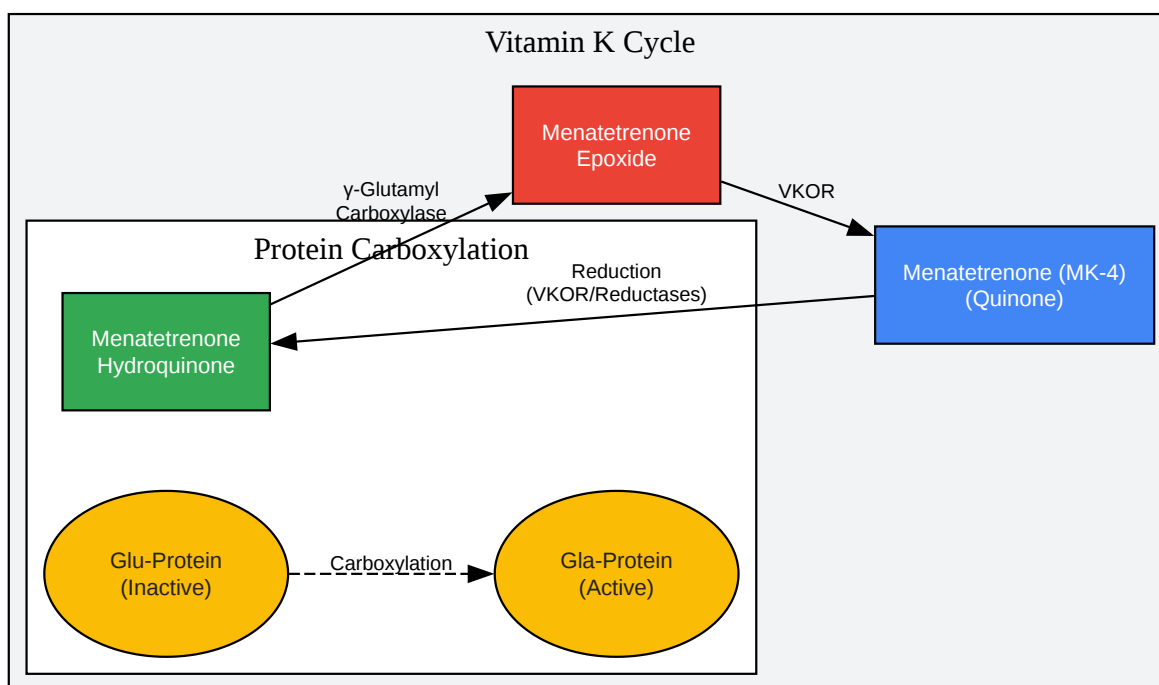 Vitamin K Cycle
Menatetrenone
Epoxide
γ-Glutamyl
Carboxylase
VKOR
Protein Carboxylation
Menatetrenone (MK-4)
(Quinone)
Reduction
(VKOR/Reductases)
Menatetrenone
Hydroquinone
Glu-Protein
(Inactive)
Carboxylation
Gla-Protein
(Active)